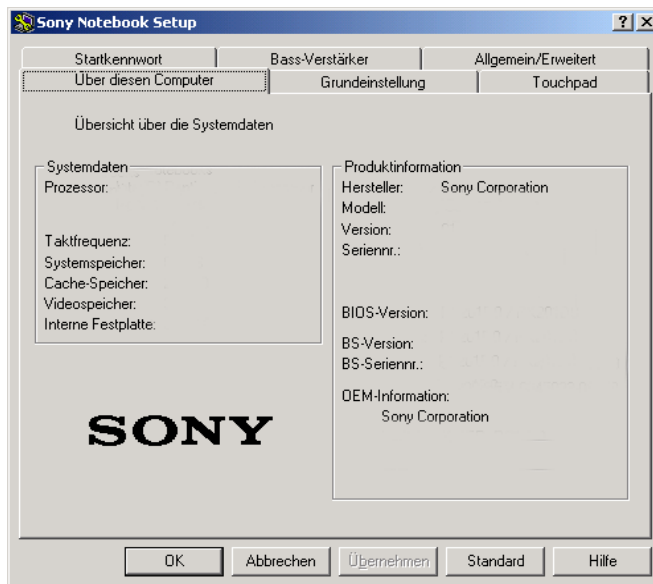 Sony Notebook Setup
Startkennwort
Bass-Verstärker
Allgemein/Erweitert
Über diesen Computer
Grundeinstellung
Touchpad
Übersicht über die Systemdaten
Systemdaten
Prozessor:
Taktfrequenz:
Systemspeicher:
Cache-Speicher:
Videospeicher:
Interne Festplatte:
Produktinformation
Hersteller: Sony Corporation
Modell:
Version:
Seriennr.:
BIOS-Version:
BS-Version:
BS-Seriennr.:
OEM-Information:
Sony Corporation
SONY
OK
Abbrechen
Übernehmen
Standard
Hilfe